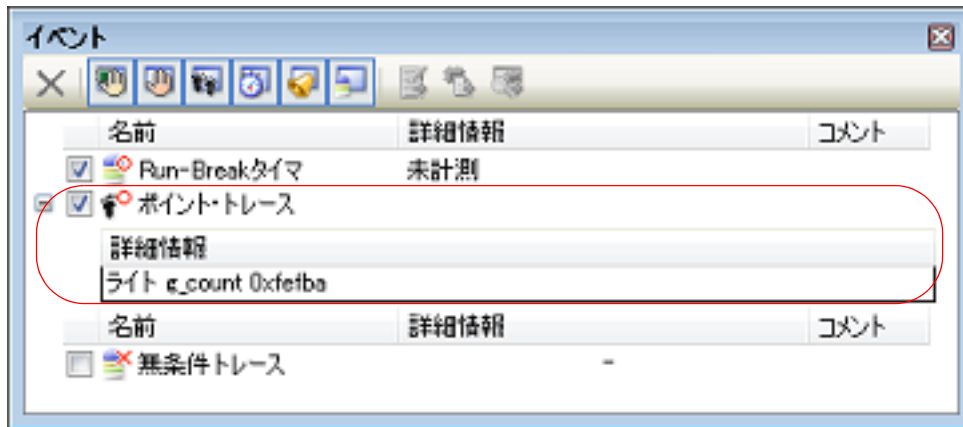 イベント
名前 詳細情報 コメント
Run-Breakタイマ 未計測
ポイント・トレース
詳細情報
ライト g_count 0xfefba
名前 詳細情報 コメント
無条件トレース -